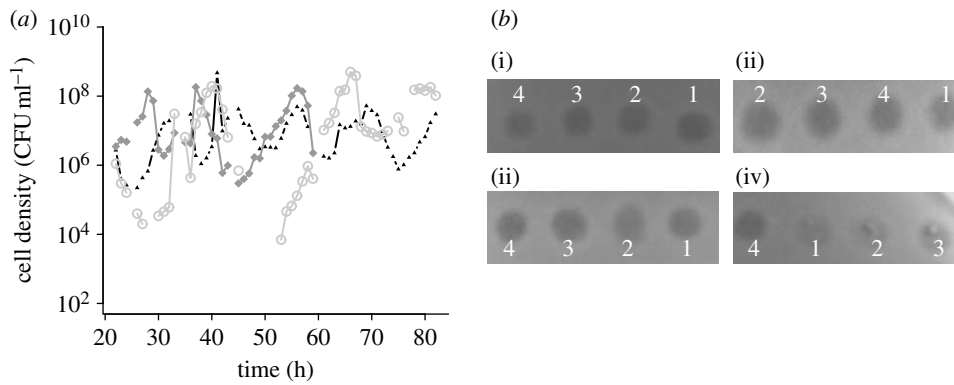 (a)
10^10
10^8
10^6
10^4
10^2
cell density (CFU ml^−1)
20 30 40 50 60 70 80
time (h)
(b)
(i)
4 3 2 1
(ii)
2 3 4 1
(ii)
4 3 2 1
(iv)
4 1 2 3